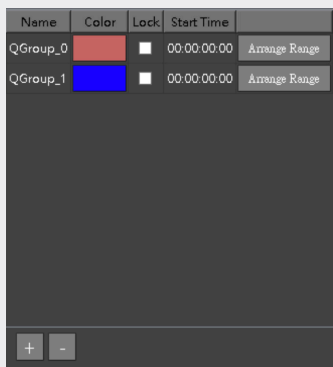 Name Color Lock Start Time
QGroup_0 00:00:00:00 Arrange Range
QGroup_1 00:00:00:00 Arrange Range
+ -